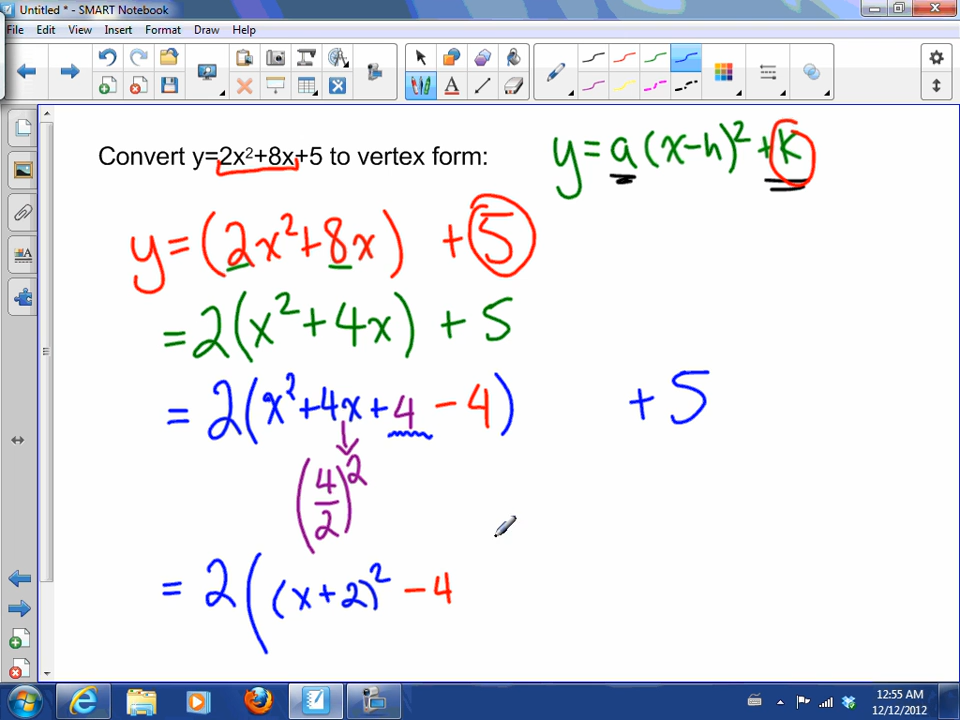 Untitled * - SMART Notebook
File Edit View Insert Format Draw Help
Convert y=2x²+8x+5 to vertex form:
y=a(x-h)²+k
y=(2x²+8x) +5
=2(x²+4x)+5
=2(x²+4x+4-4) +5
(4/2)²
=2((x+2)²-4
12:55 AM
12/12/2012